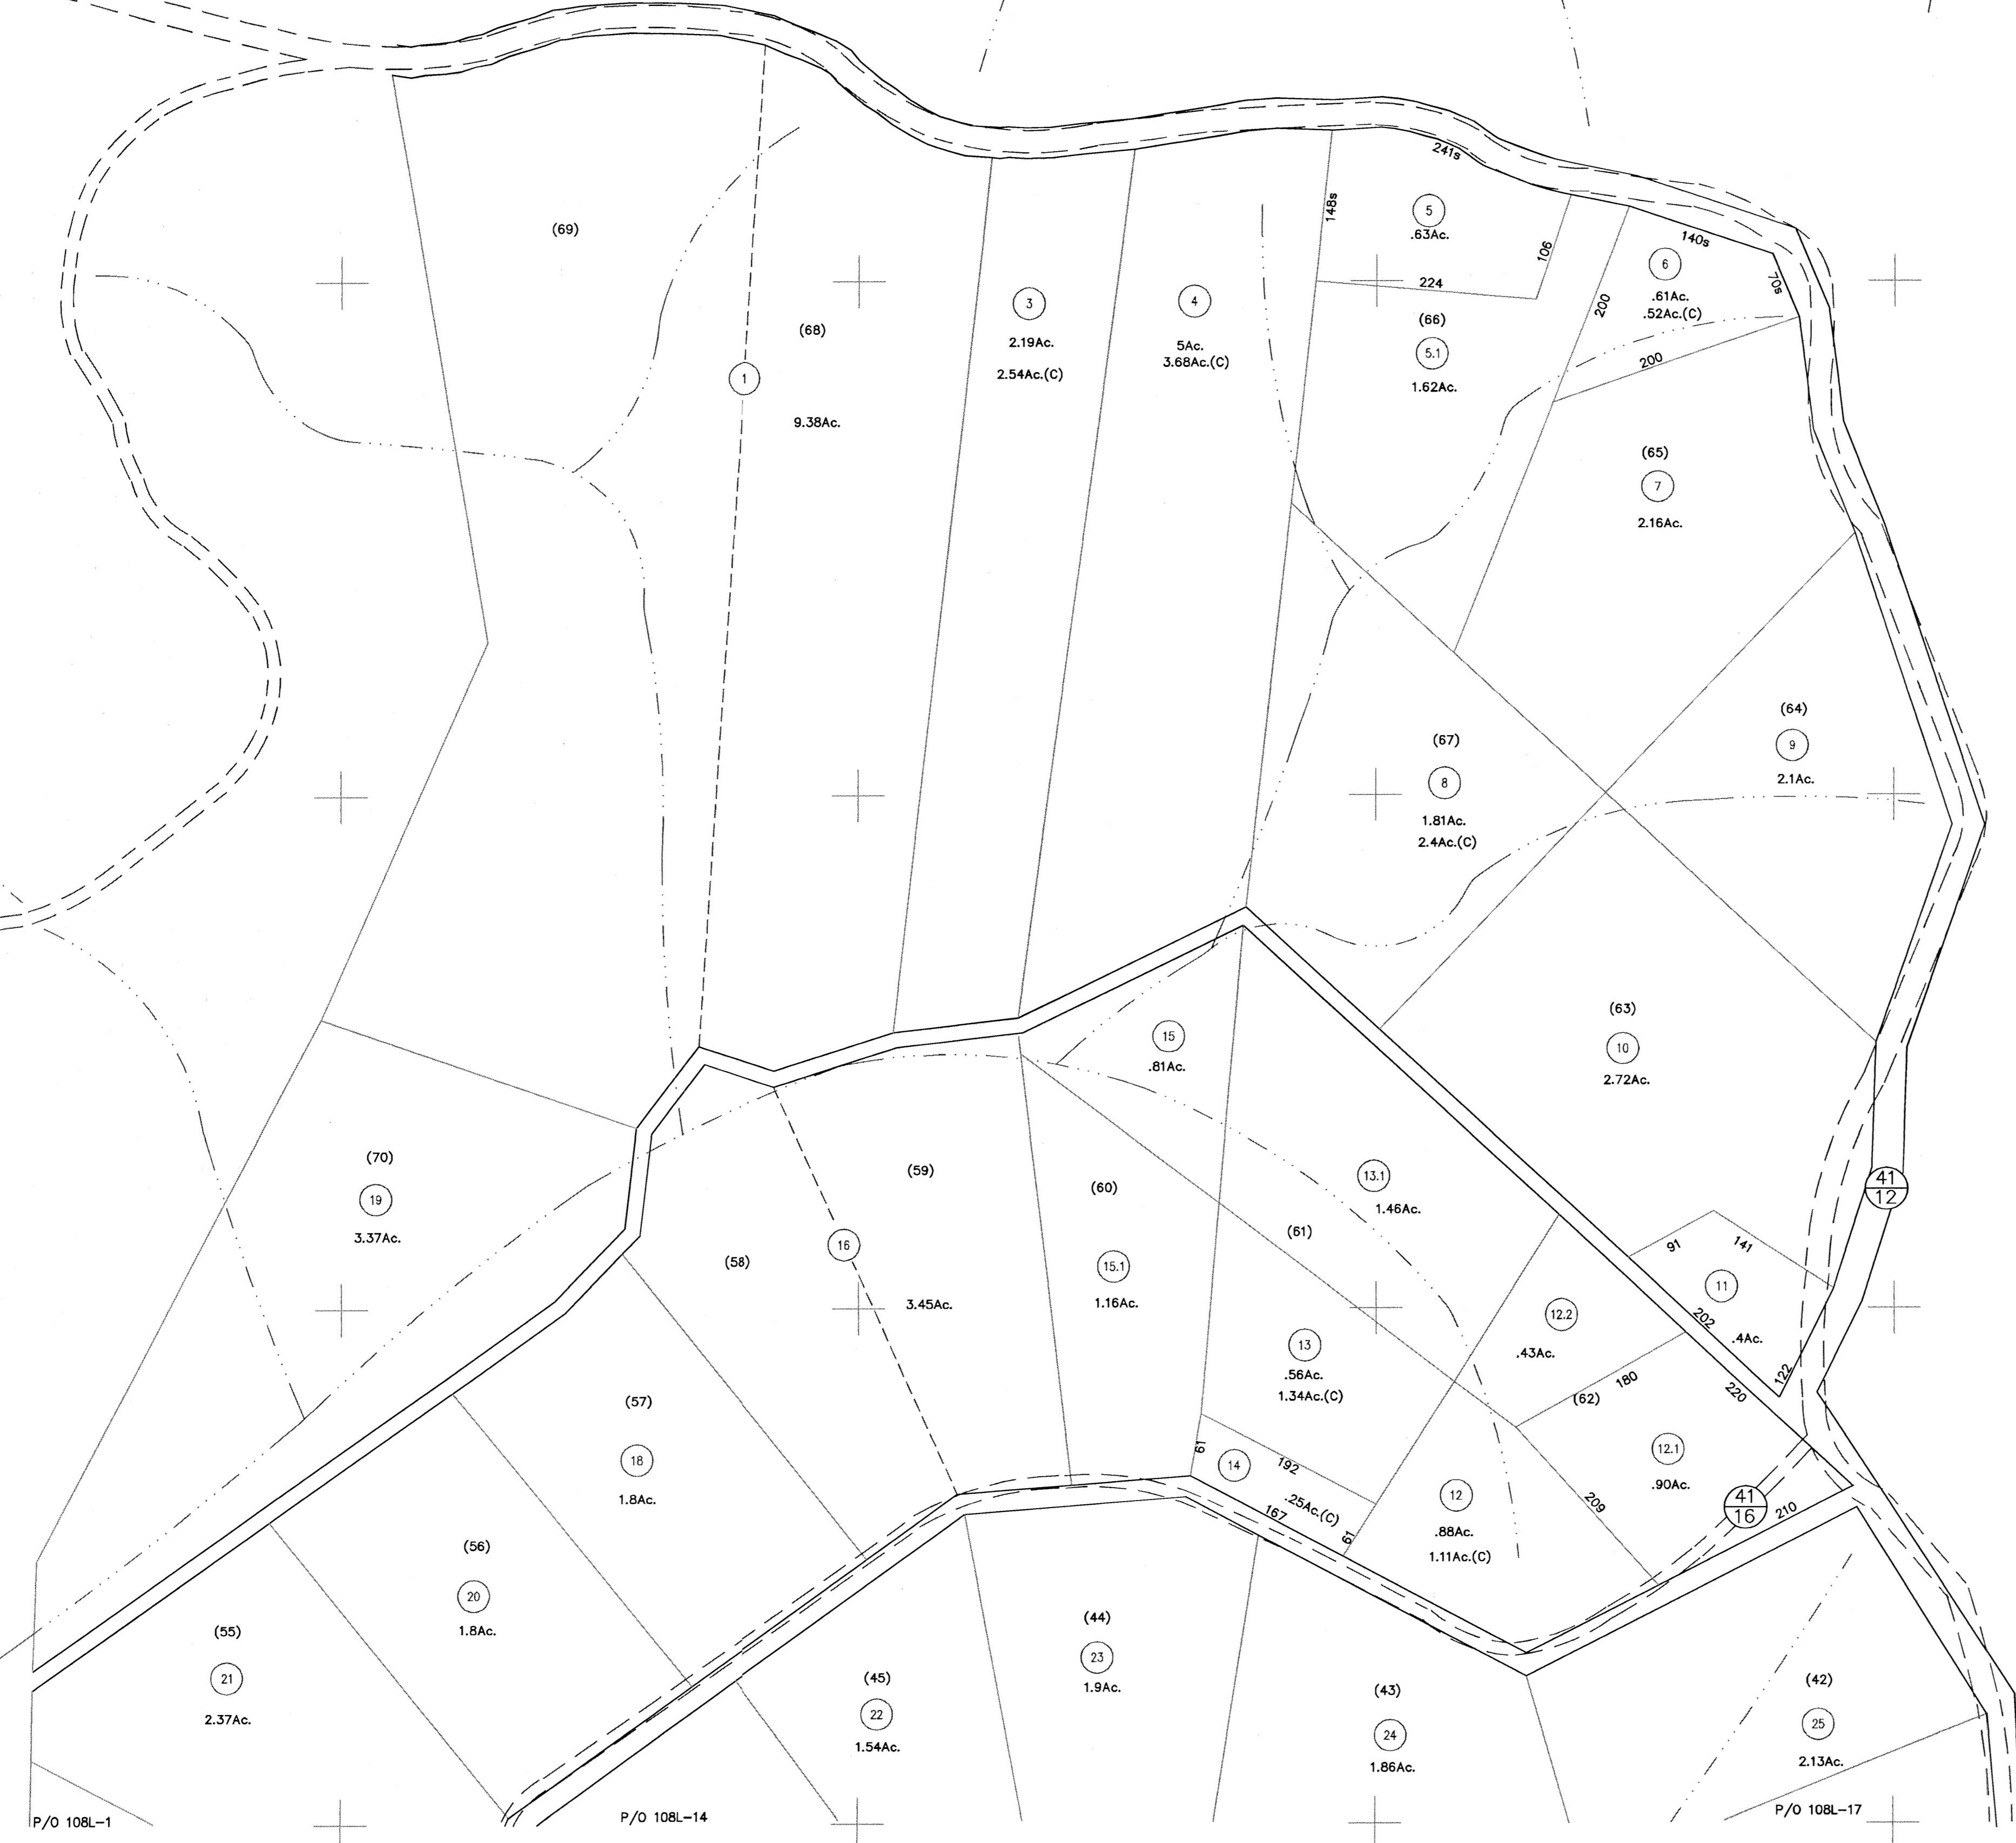 241s
148s
5
.63Ac.
106
224
(66)
5.1
1.62Ac.
140s
70s
6
.61Ac.
.52Ac.(C)
200
200
(69)
(68)
1
9.38Ac.
3
2.19Ac.
2.54Ac.(C)
4
5Ac.
3.68Ac.(C)
(65)
7
2.16Ac.
(64)
9
2.1Ac.
(67)
8
1.81Ac.
2.4Ac.(C)
(63)
10
2.72Ac.
15
.81Ac.
(70)
19
3.37Ac.
(59)
(58)
16
3.45Ac.
(60)
15.1
1.16Ac.
13.1
1.46Ac.
(61)
41
12
91
141
11
202
.4Ac.
122
220
12.2
.43Ac.
13
.56Ac.
1.34Ac.(C)
180
(62)
12.1
.90Ac.
41
16
210
209
61
192
14
.25Ac.(C)
167
61
12
.88Ac.
1.11Ac.(C)
(57)
18
1.8Ac.
(56)
20
1.8Ac.
(55)
21
2.37Ac.
(45)
22
1.54Ac.
(44)
23
1.9Ac.
(43)
24
1.86Ac.
(42)
25
2.13Ac.
P/O 108L-1
P/O 108L-14
P/O 108L-17